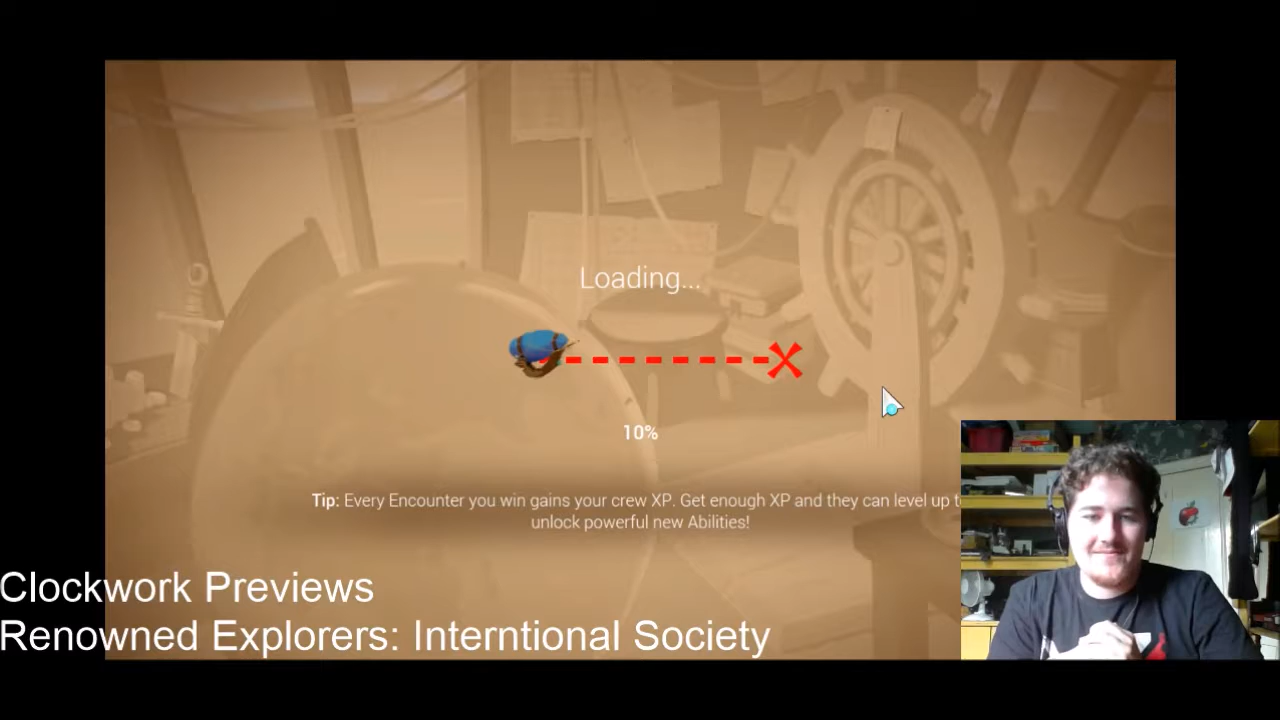 Loading...
10%
Tip: Every Encounter you win gains your crew XP. Get enough XP and they can level up
unlock powerful new Abilities!
Clockwork Previews
Renowned Explorers: Interntional Society